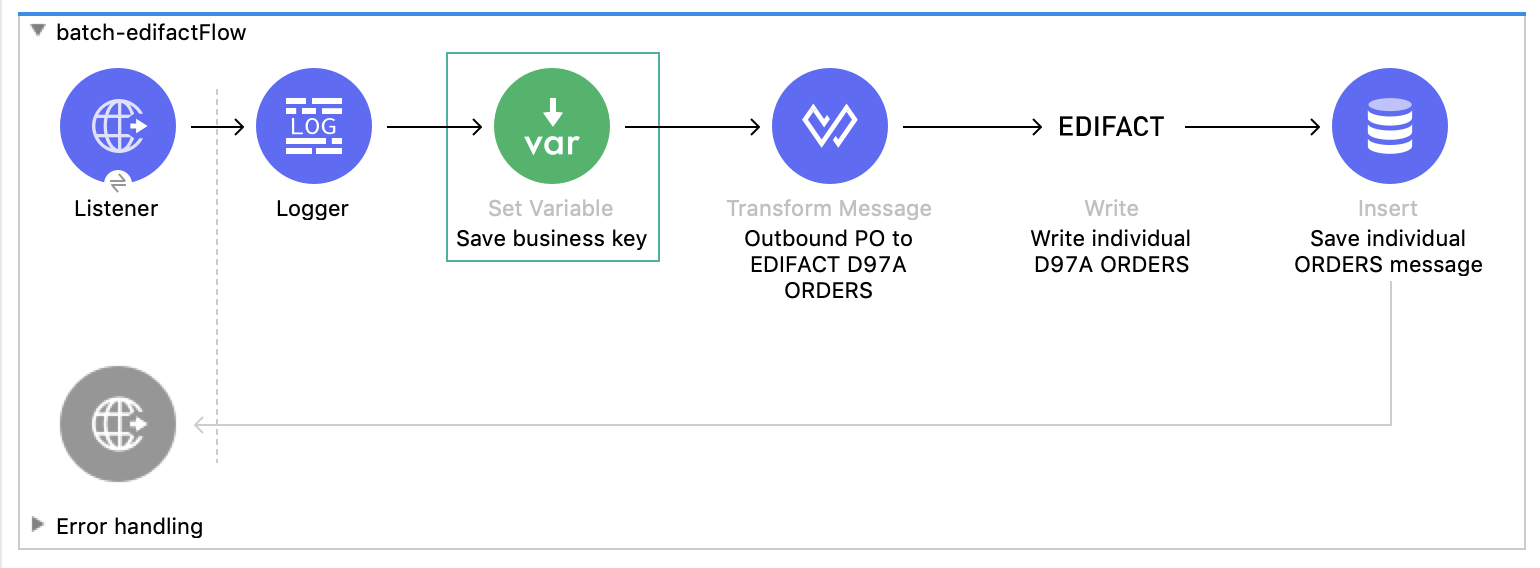 batch-edifactFlow
LOG
var
EDIFACT
Listener
Logger
Set Variable
Save business key
Transform Message
Outbound PO to
EDIFACT D97A
ORDERS
Write
Write individual
D97A ORDERS
Insert
Save individual
ORDERS message
Error handling